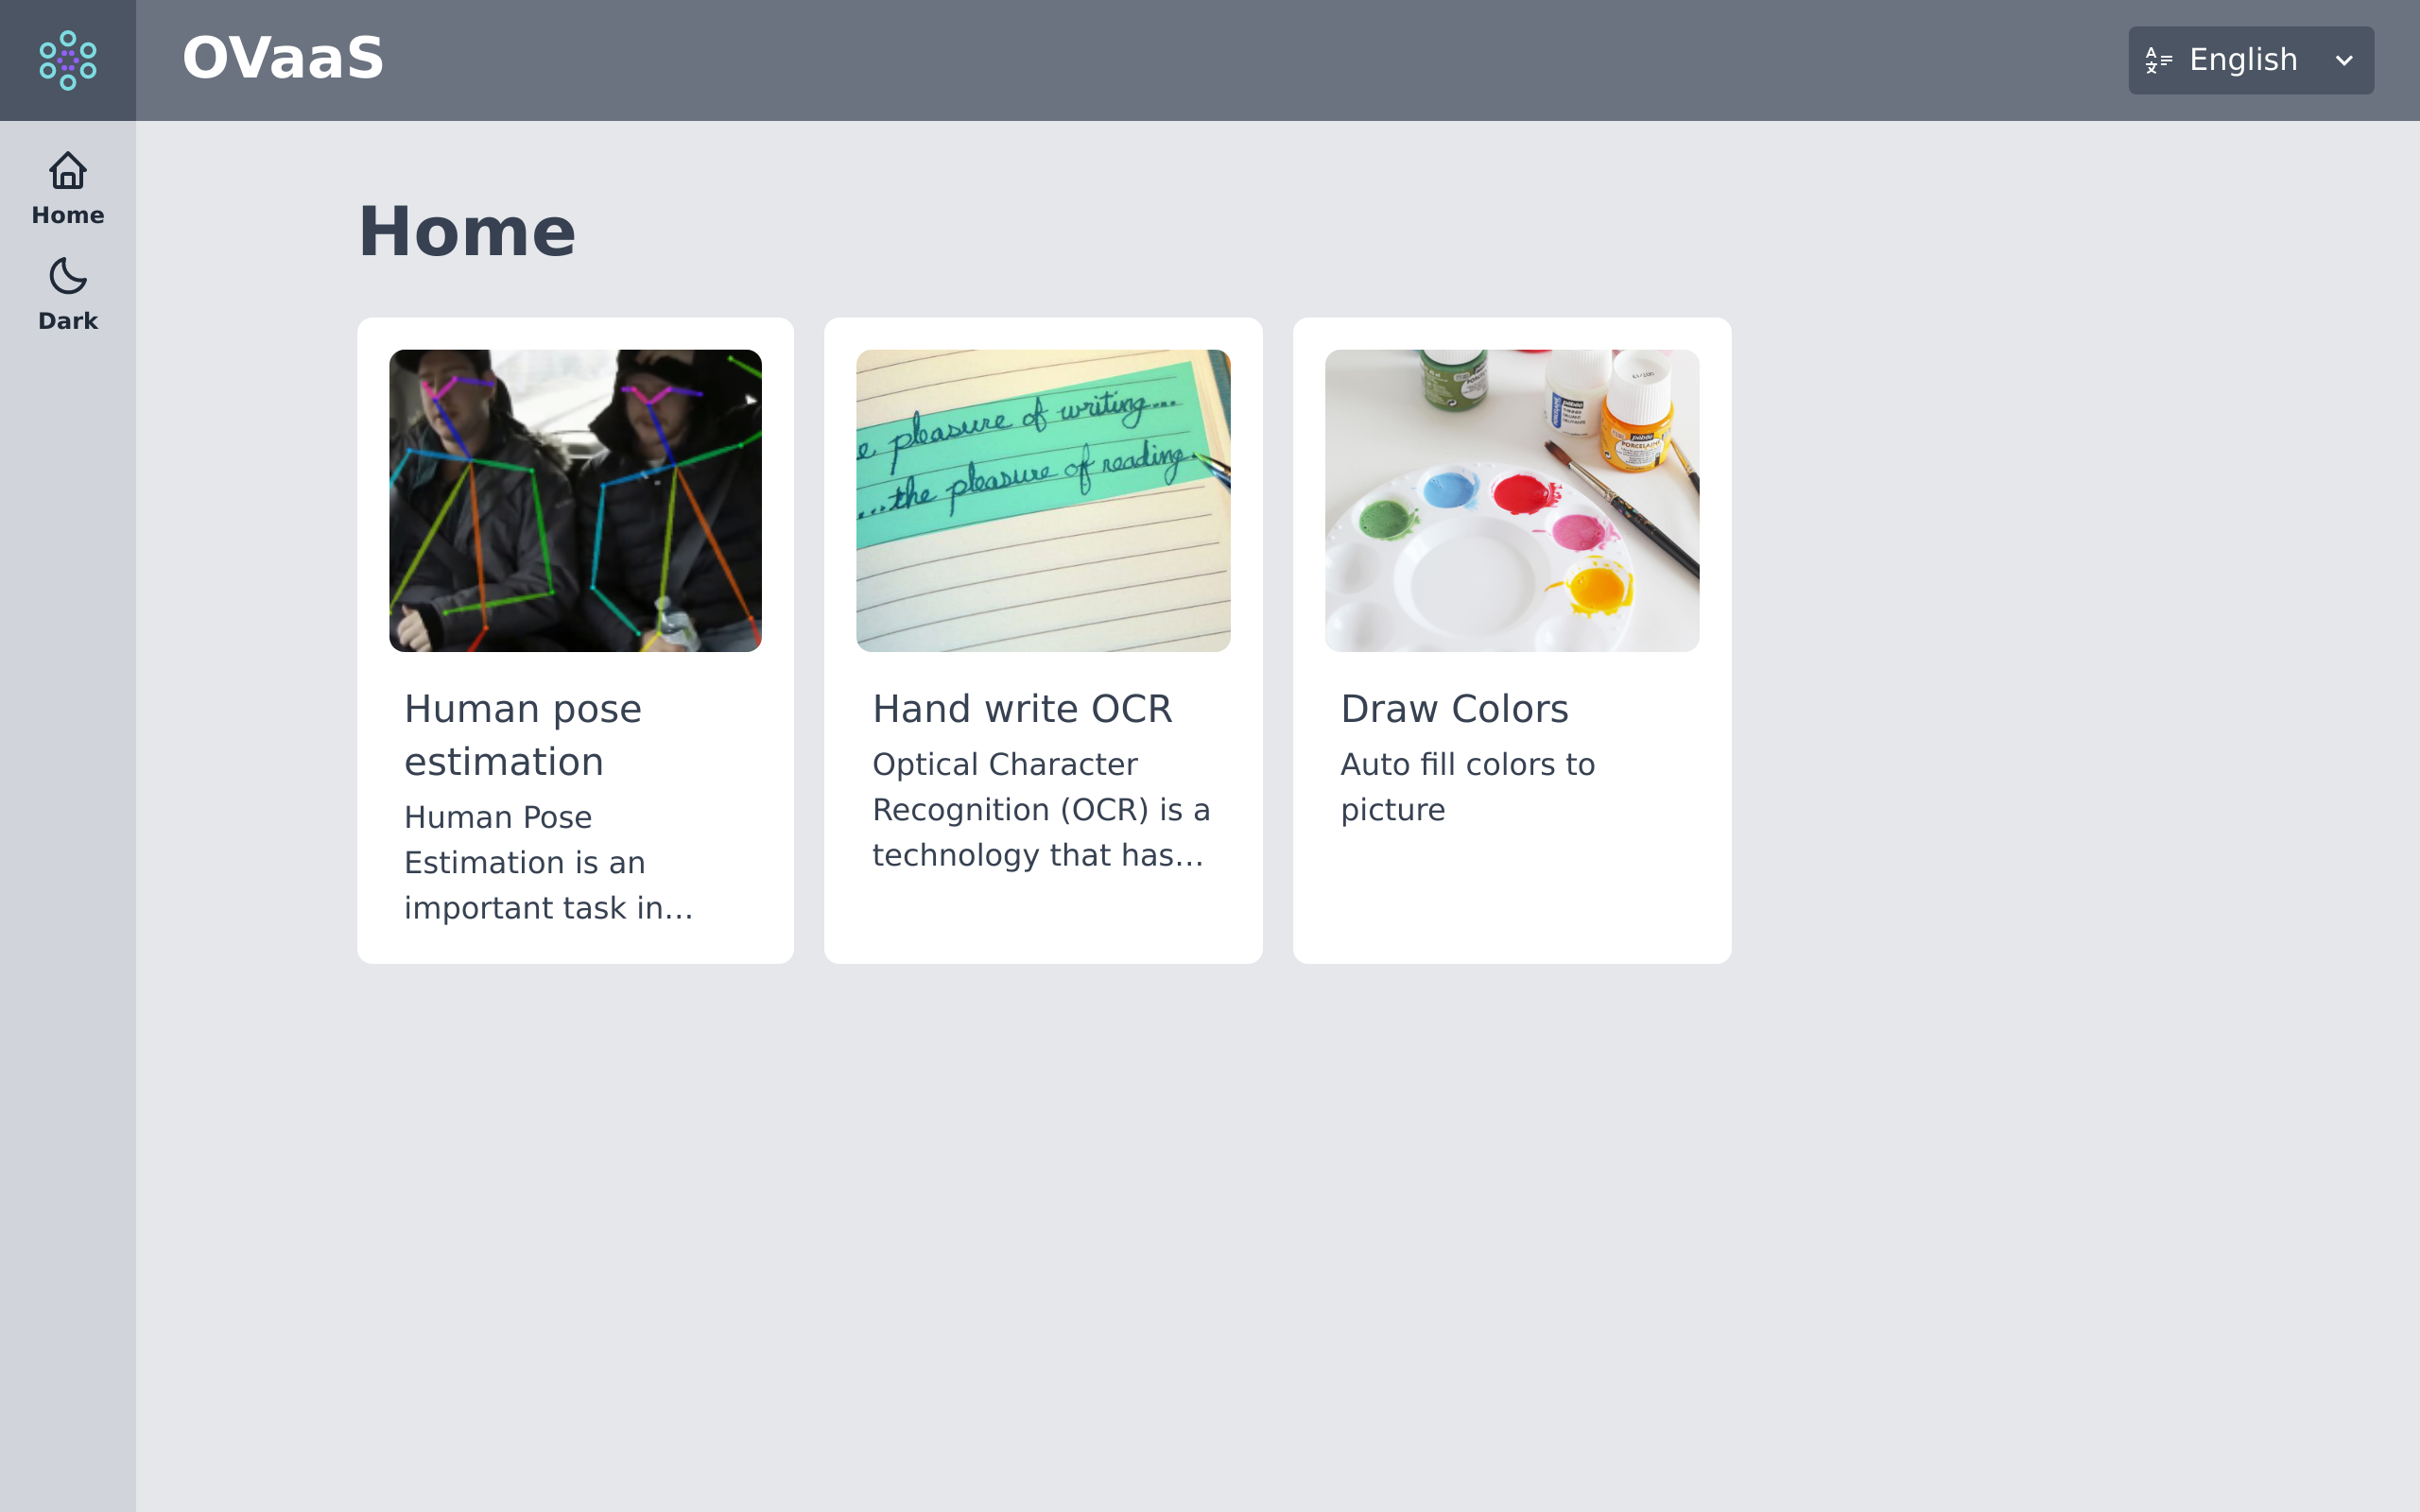 OVaaS
English
Home
Dark
Home
e pleasure of writing....
...the pleasure of reading.
pebeo
PORCELAINE
Human pose
estimation
Human Pose
Estimation is an
important task in...
Hand write OCR
Optical Character
Recognition (OCR) is a
technology that has...
Draw Colors
Auto fill colors to
picture